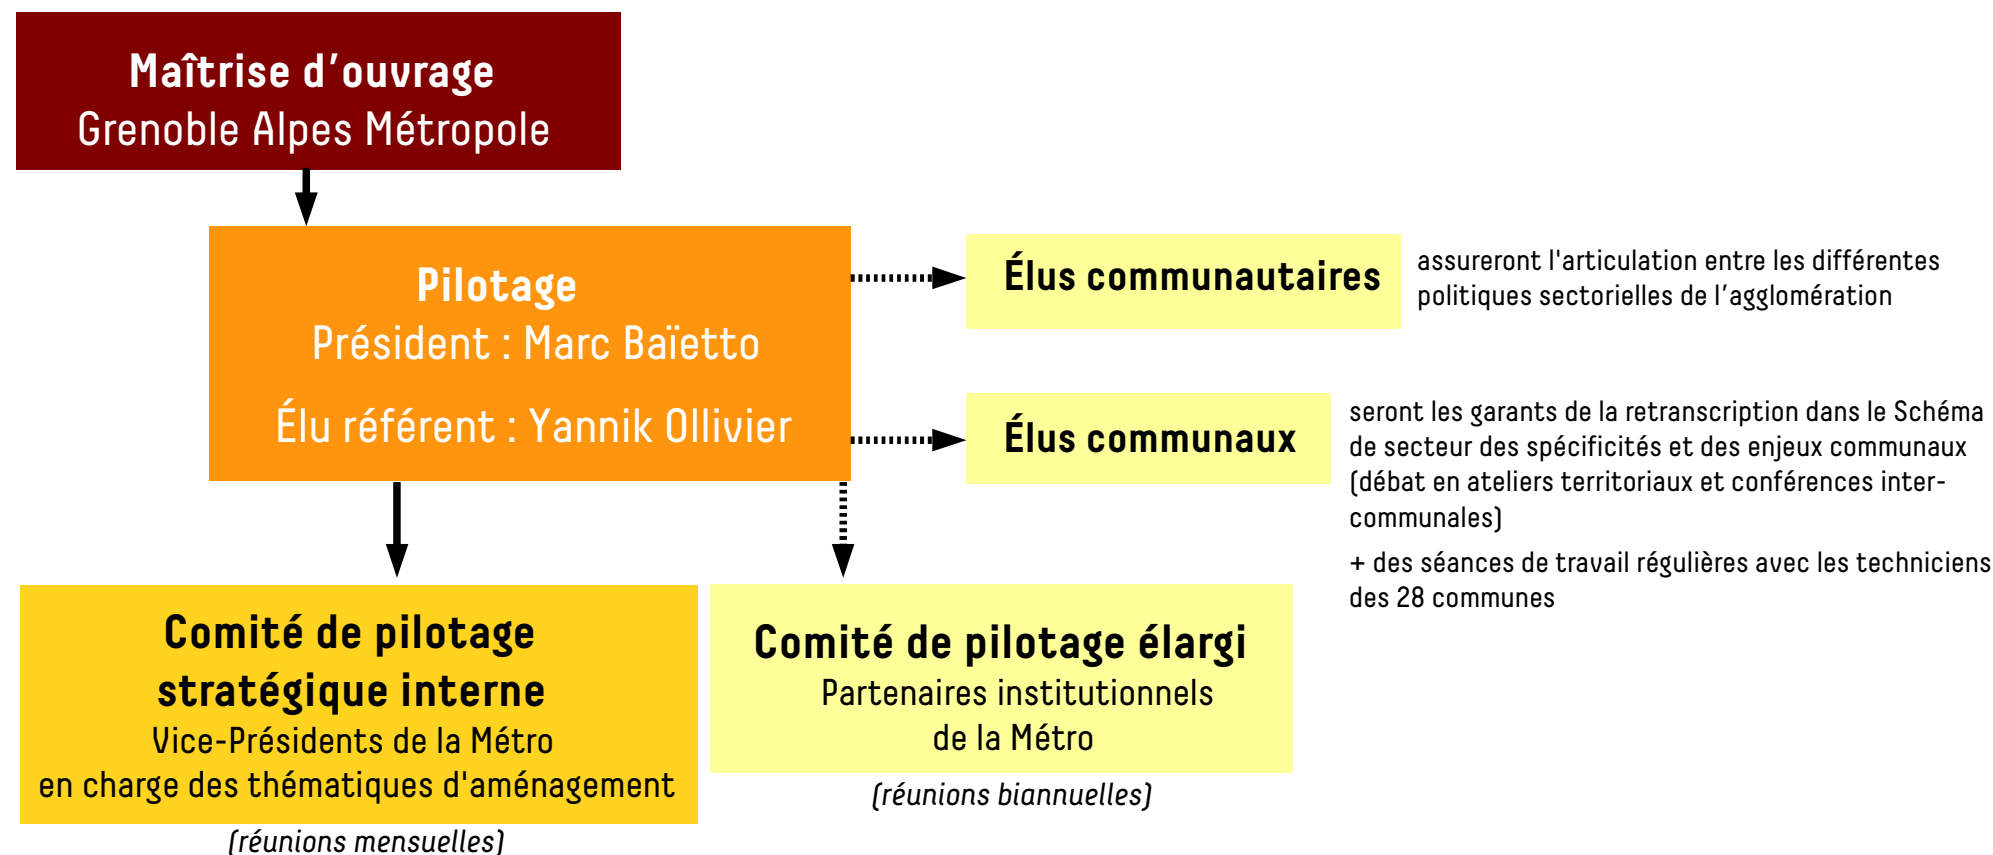 Maîtrise d’ouvrage
Grenoble Alpes Métropole
Pilotage
Président : Marc Baïetto
Élu référent : Yannik Ollivier
Élus communautaires
assureront l'articulation entre les différentes
politiques sectorielles de l’agglomération
Élus communaux
seront les garants de la retranscription dans le Schéma
de secteur des spécificités et des enjeux communaux
(débat en ateliers territoriaux et conférences inter-
communales)
+ des séances de travail régulières avec les techniciens
des 28 communes
Comité de pilotage
stratégique interne
Vice-Présidents de la Métro
en charge des thématiques d'aménagement
(réunions mensuelles)
Comité de pilotage élargi
Partenaires institutionnels
de la Métro
(réunions biannuelles)